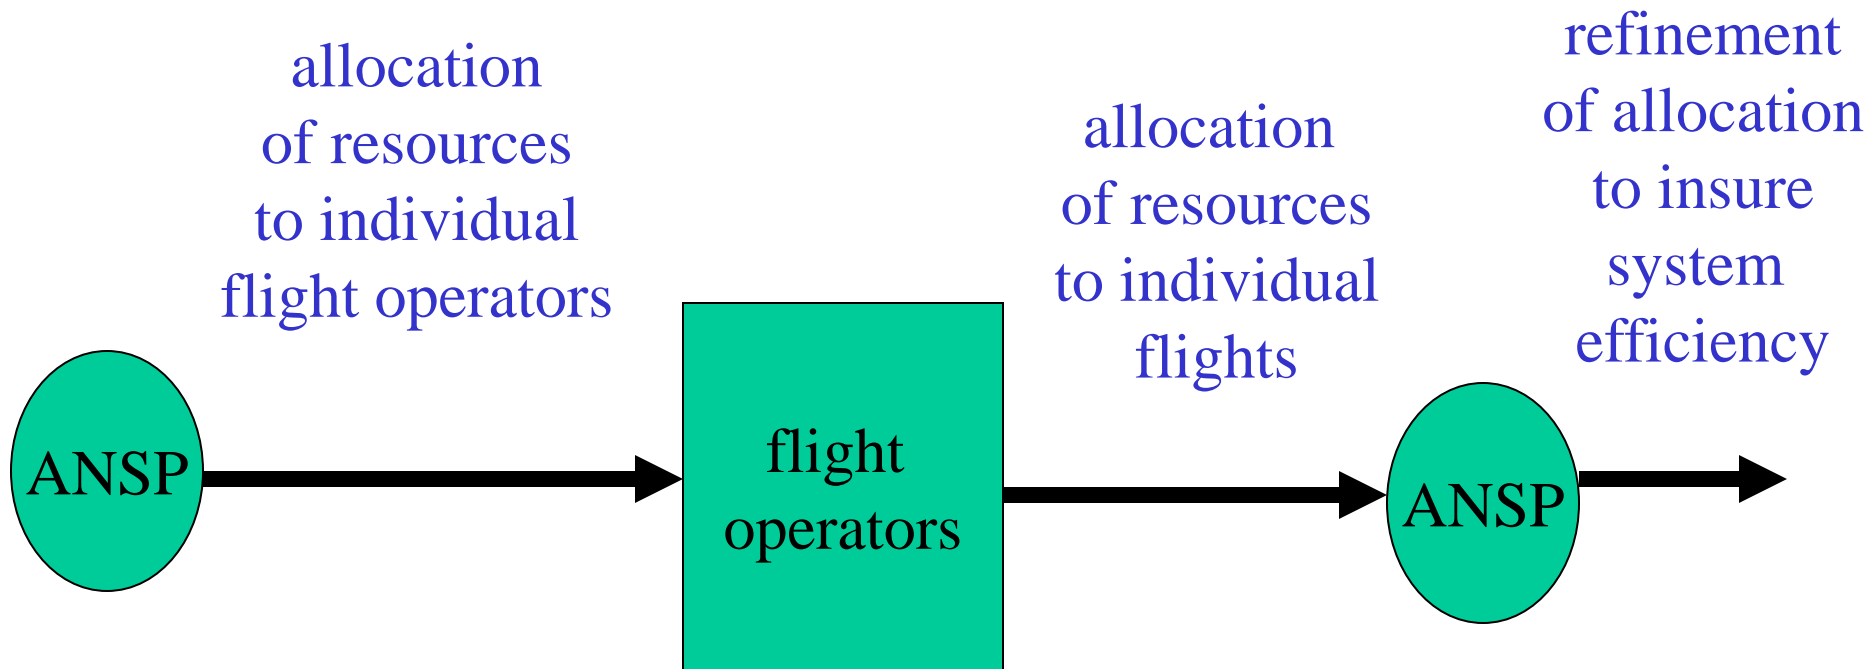 allocation
of resources
to individual
flight operators
ANSP
flight
operators
allocation
of resources
to individual
flights
ANSP
refinement
of allocation
to insure
system
efficiency